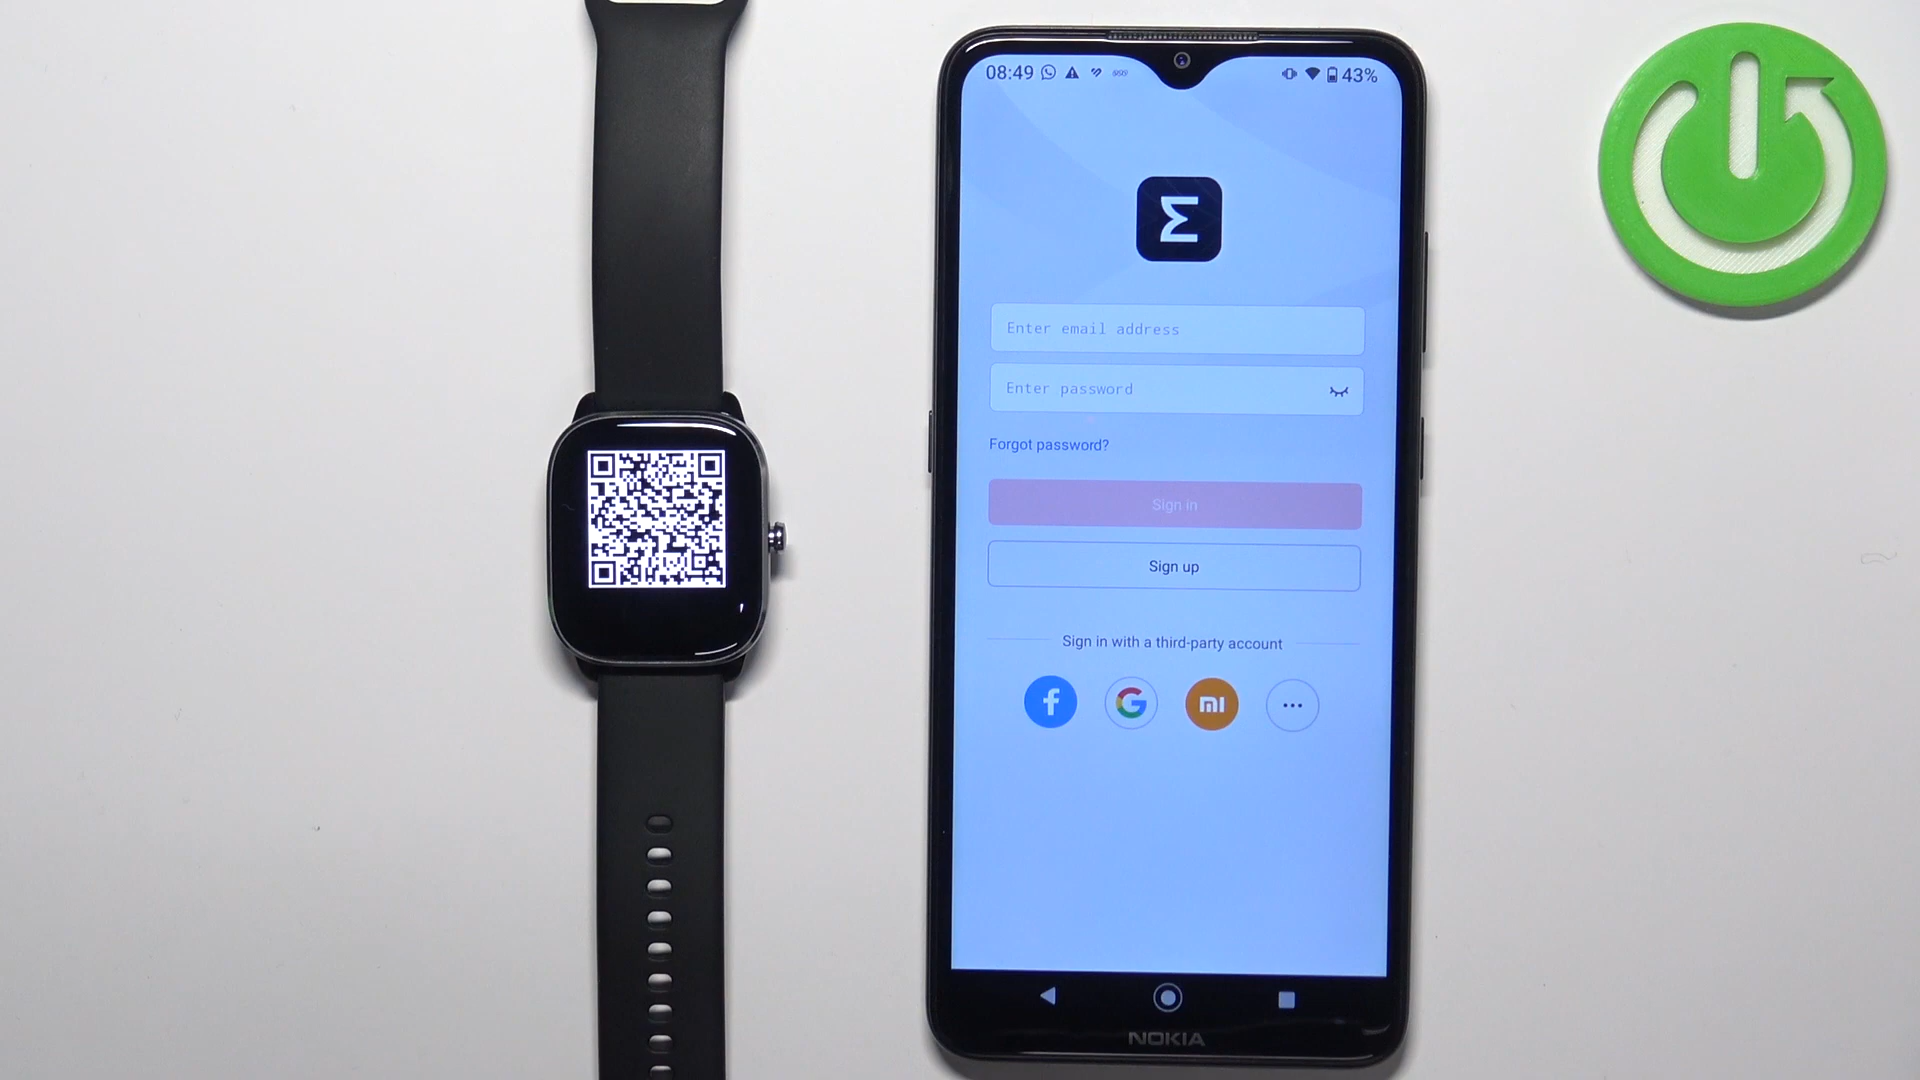 08:49
43%
Enter email address
Enter password
Forgot password?
Sign in
Sign up
Sign in with a third-party account
f
G
mi
...
NOKIA